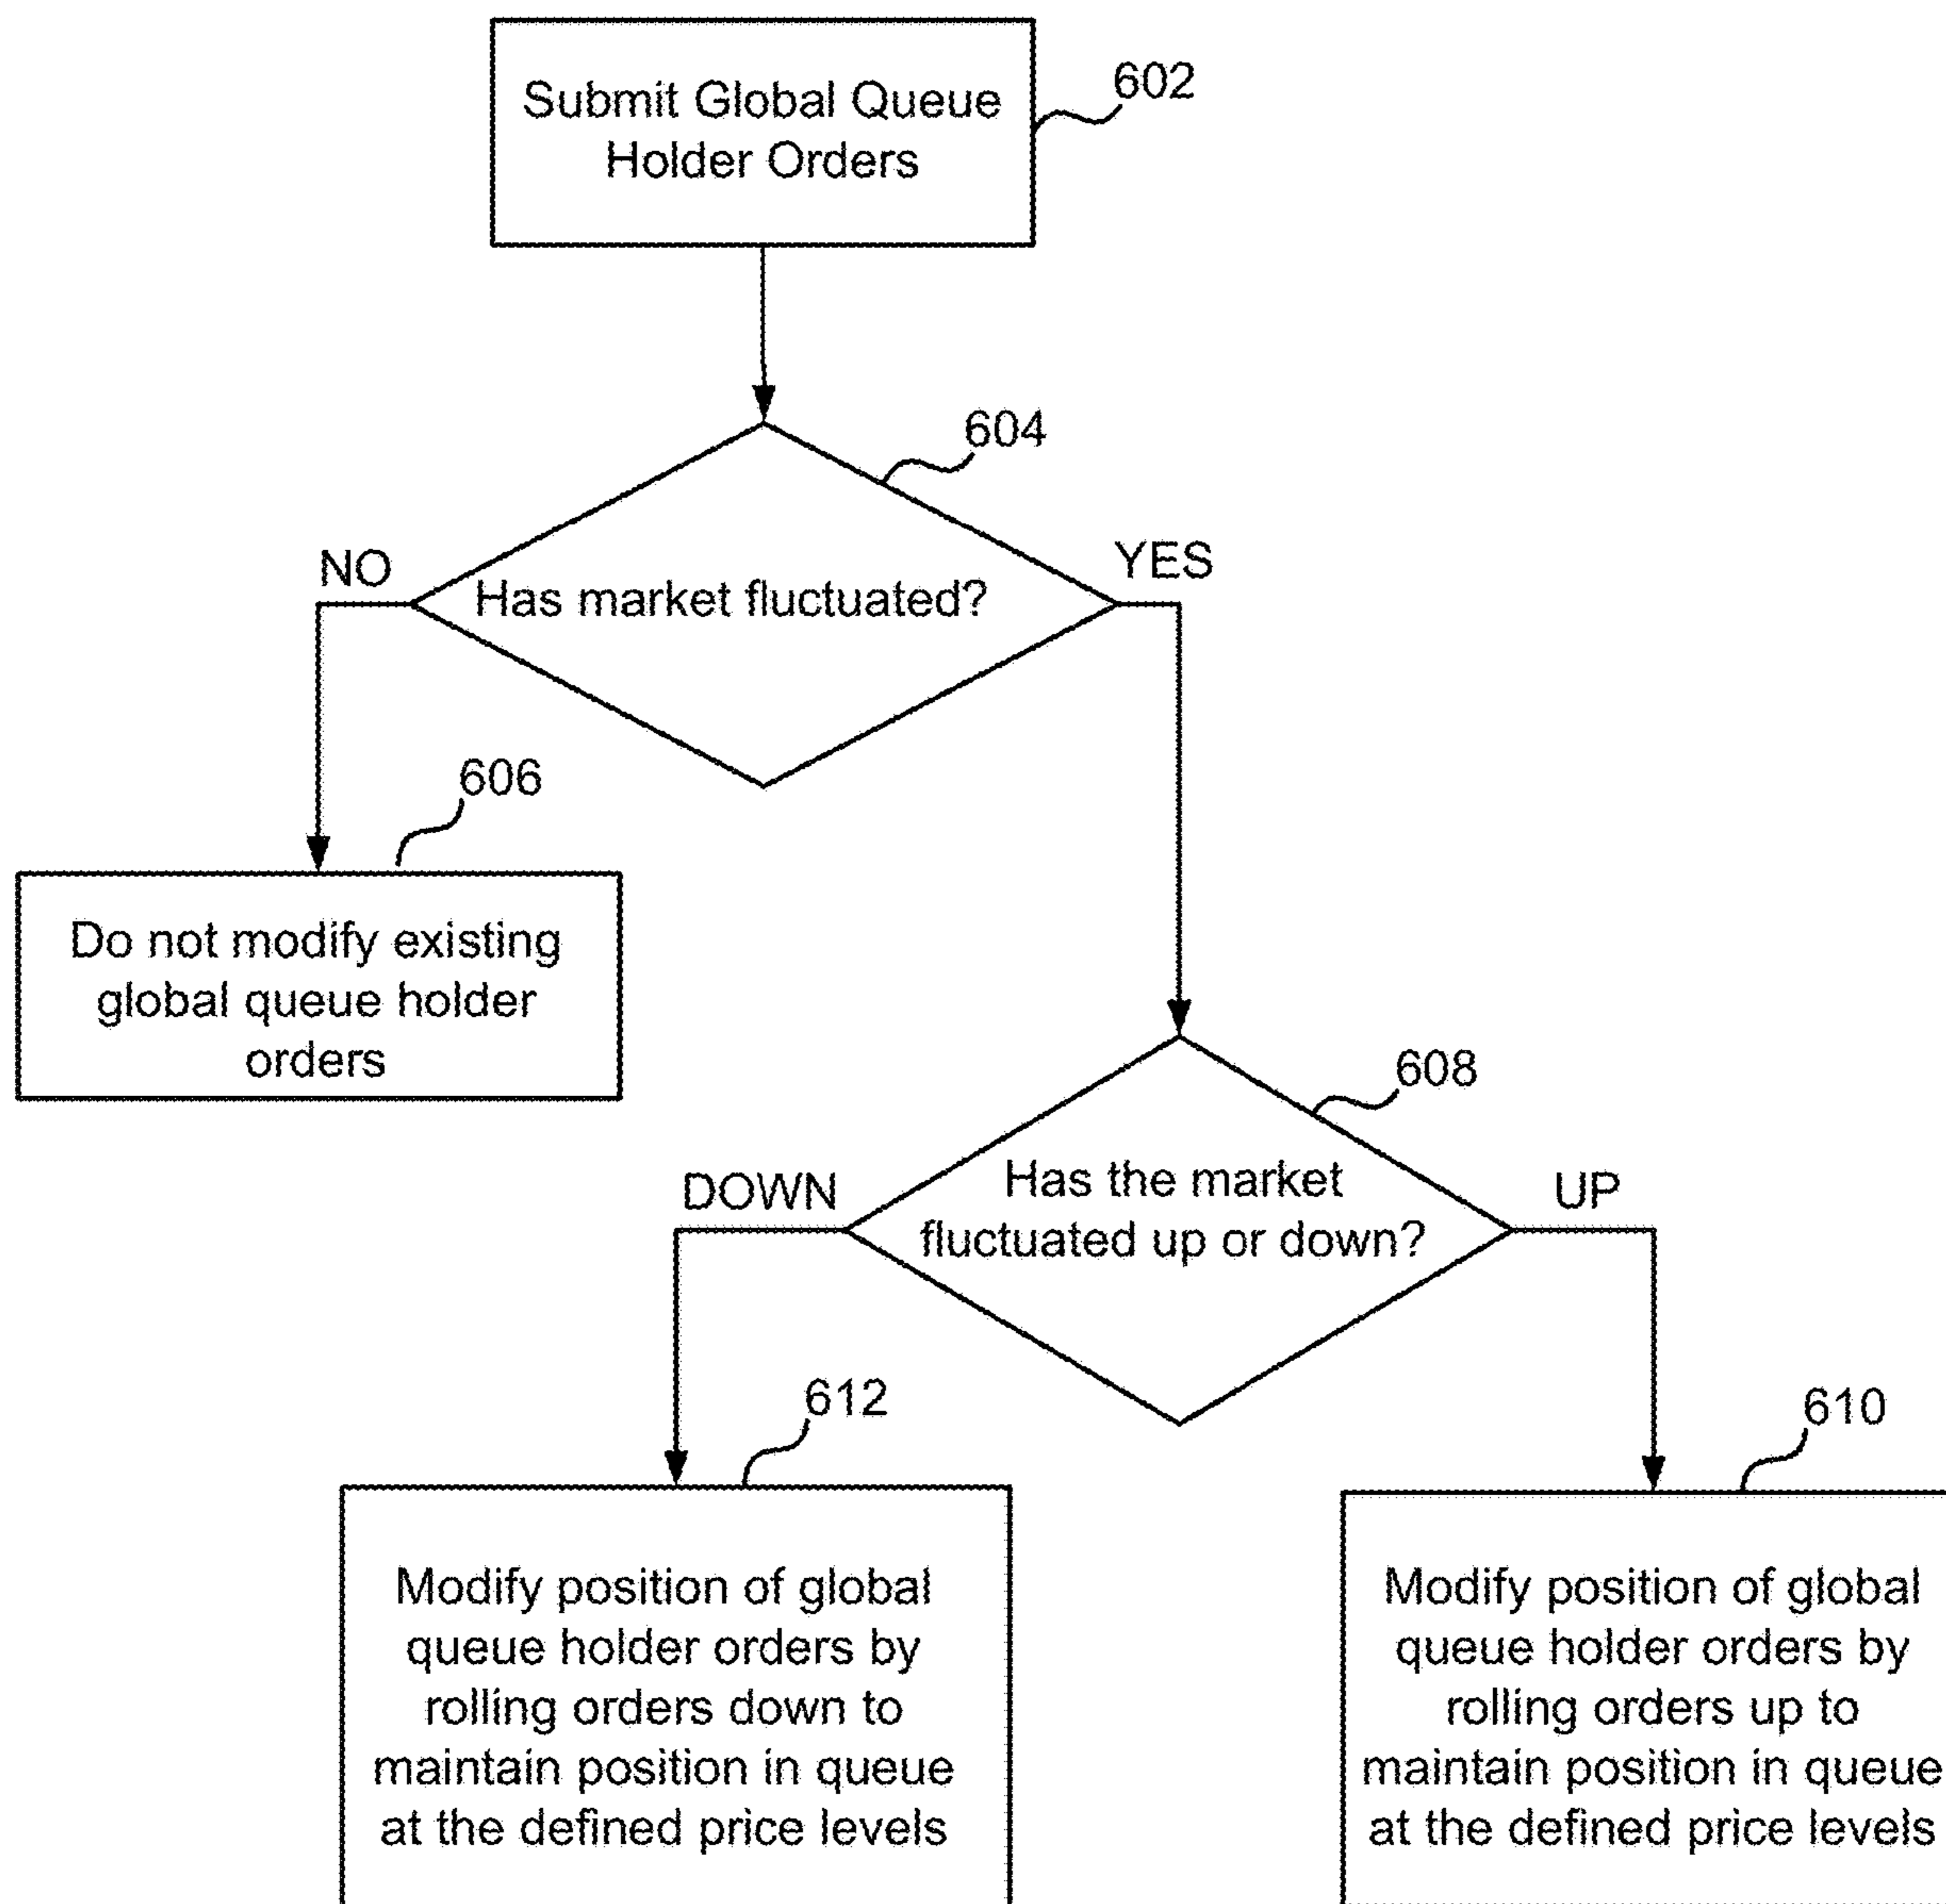 Submit Global Queue
Holder Orders
602
604
NO
YES
Has market fluctuated?
606
Do not modify existing
global queue holder
orders
608
DOWN
Has the market
fluctuated up or down?
UP
612
610
Modify position of global
queue holder orders by
rolling orders down to
maintain position in queue
at the defined price levels
Modify position of global
queue holder orders by
rolling orders up to
maintain position in queue
at the defined price levels